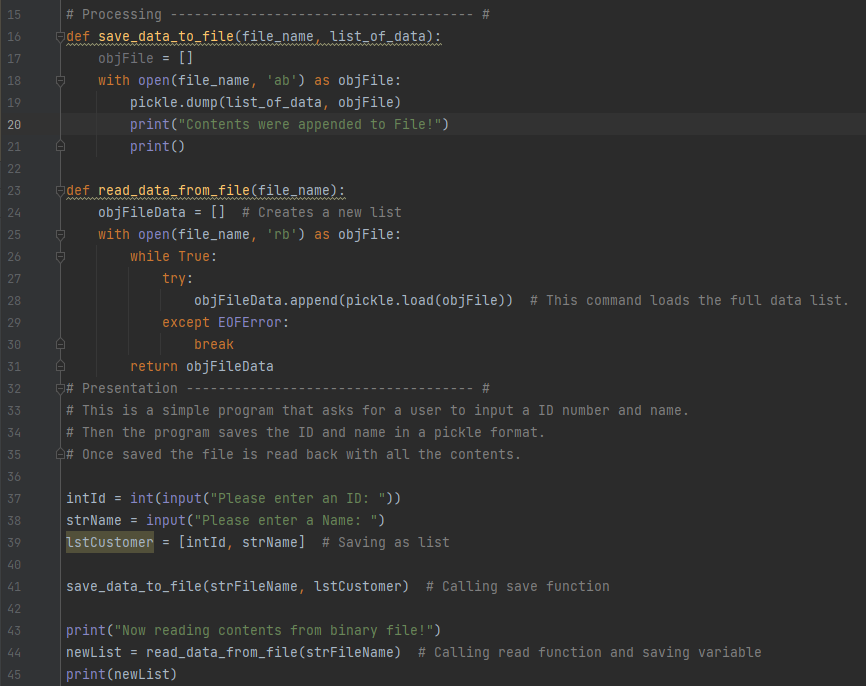 15 # Processing -------------------------------------- #
16 def save_data_to_file(file_name, list_of_data):
17     objFile = []
18     with open(file_name, 'ab') as objFile:
19         pickle.dump(list_of_data, objFile)
20         print("Contents were appended to File!")
21         print()
22
23 def read_data_from_file(file_name):
24     objFileData = []  # Creates a new list
25     with open(file_name, 'rb') as objFile:
26         while True:
27             try:
28                 objFileData.append(pickle.load(objFile))  # This command loads the full data list.
29             except EOFError:
30                 break
31         return objFileData
32 # Presentation ------------------------------------ #
33 # This is a simple program that asks for a user to input a ID number and name.
34 # Then the program saves the ID and name in a pickle format.
35 # Once saved the file is read back with all the contents.
36
37 intId = int(input("Please enter an ID: "))
38 strName = input("Please enter a Name: ")
39 lstCustomer = [intId, strName]  # Saving as list
40
41 save_data_to_file(strFileName, lstCustomer)  # Calling save function
42
43 print("Now reading contents from binary file!")
44 newList = read_data_from_file(strFileName)  # Calling read function and saving variable
45 print(newList)